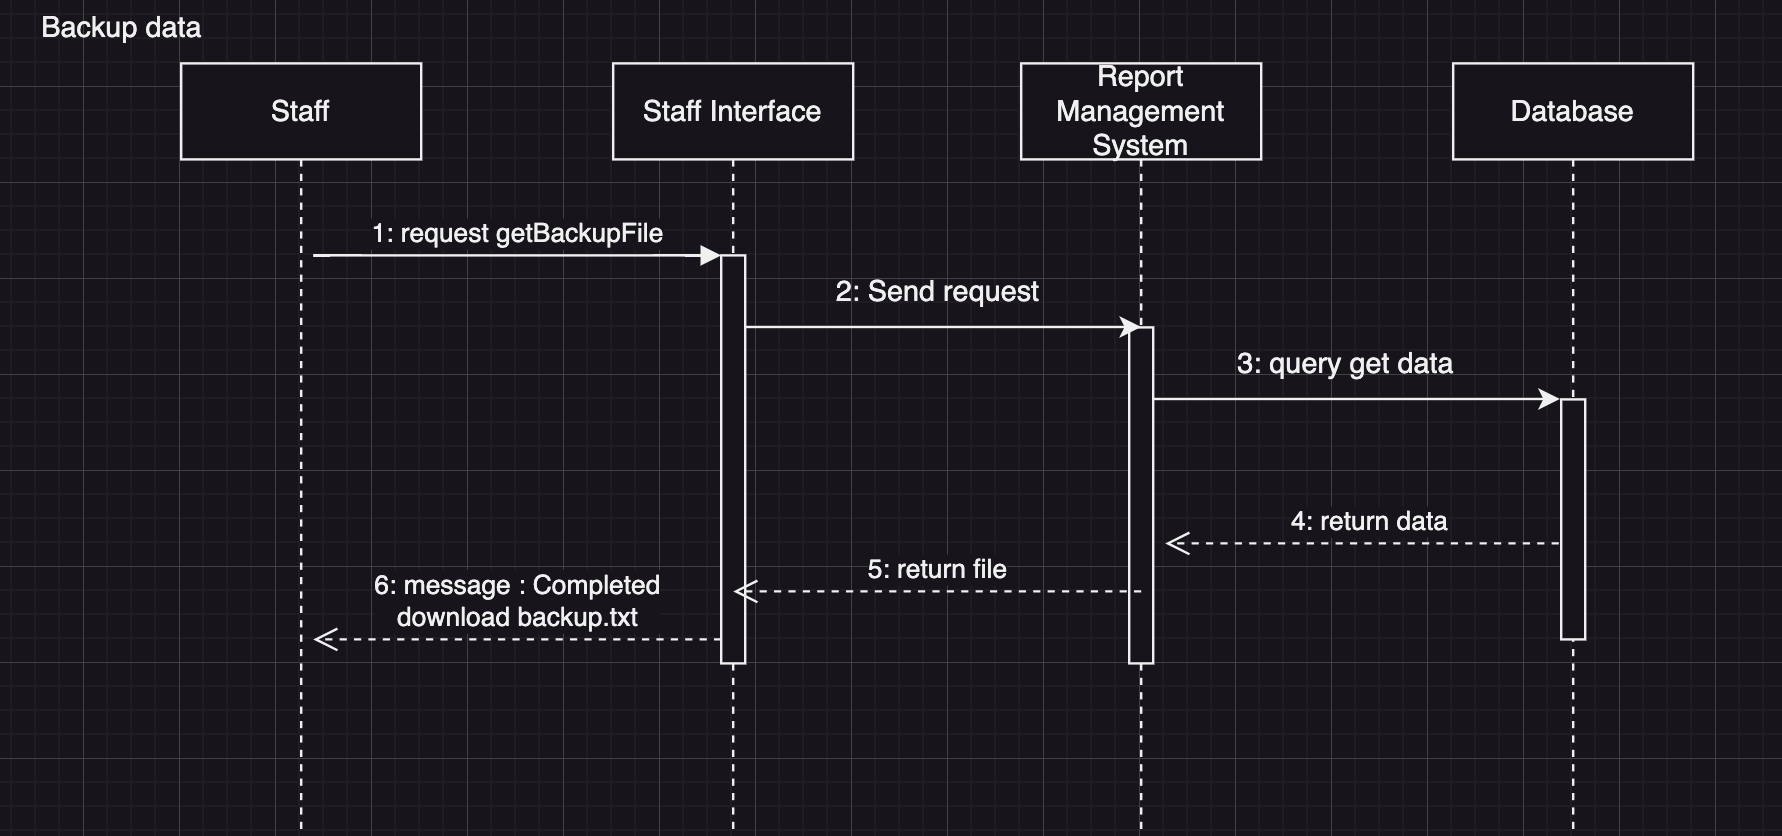 Backup data
Staff
Staff Interface
Report
Management
System
Database
1: request getBackupFile
2: Send request
3: query get data
4: return data
5: return file
6: message : Completed
download backup.txt